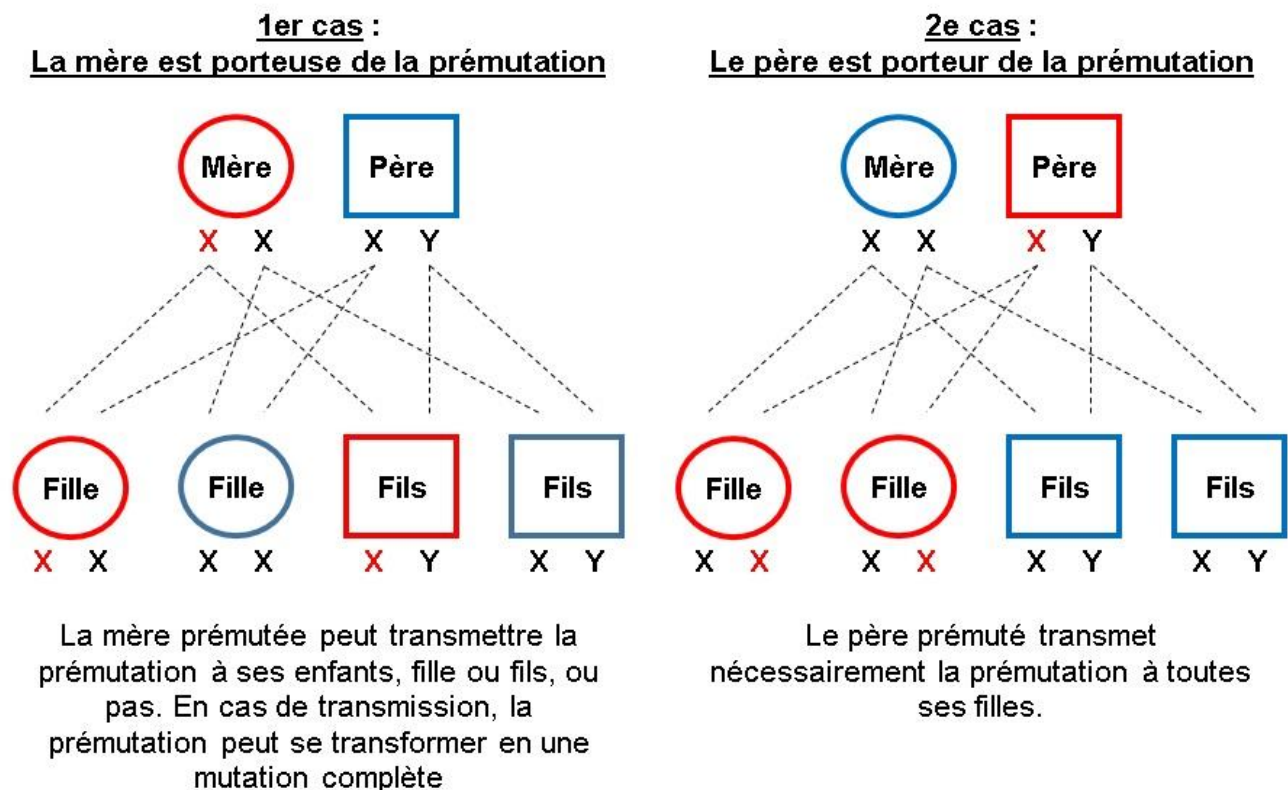 1er cas :
La mère est porteuse de la prémutation
Mère Père
X X X Y
Fille Fille Fils Fils
X X X X X Y X Y
La mère prémutée peut transmettre la
prémutation à ses enfants, fille ou fils, ou
pas. En cas de transmission, la
prémutation peut se transformer en une
mutation complète
2e cas :
Le père est porteur de la prémutation
Mère Père
X X X Y
Fille Fille Fils Fils
X X X X X Y X Y
Le père prémuté transmet
nécessairement la prémutation à toutes
ses filles.